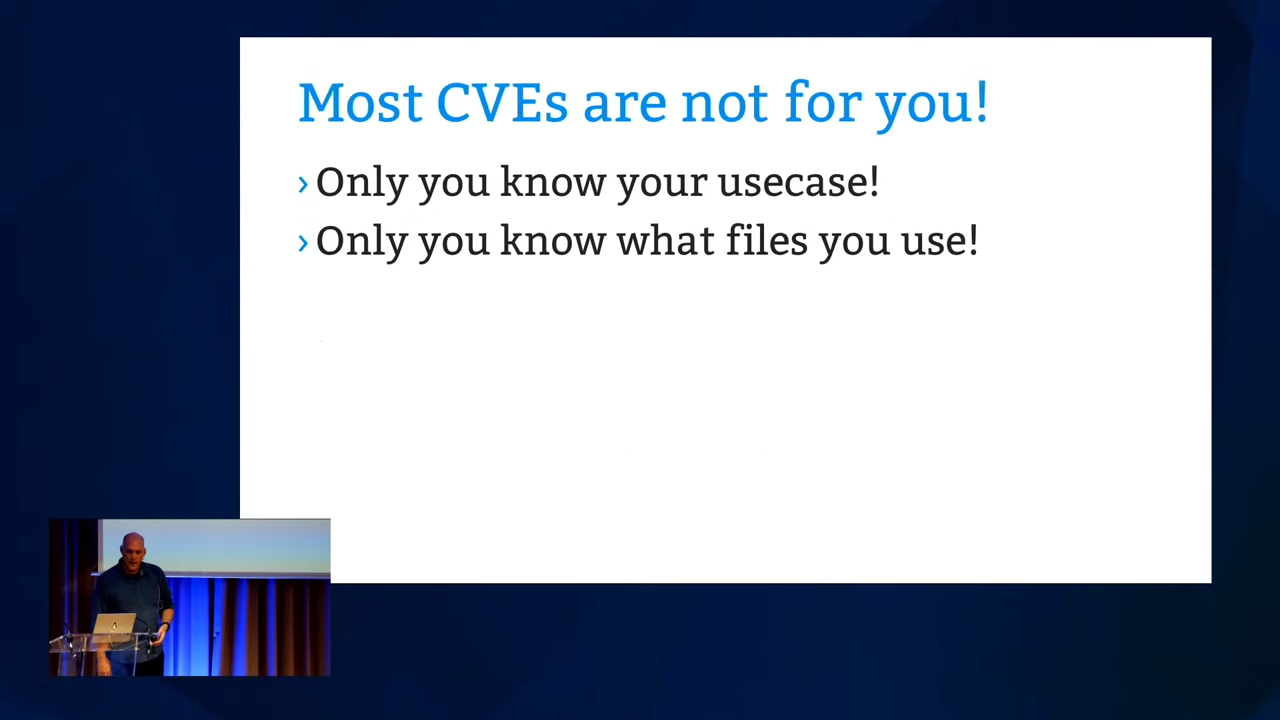 Most CVEs are not for you!
› Only you know your usecase!
› Only you know what files you use!